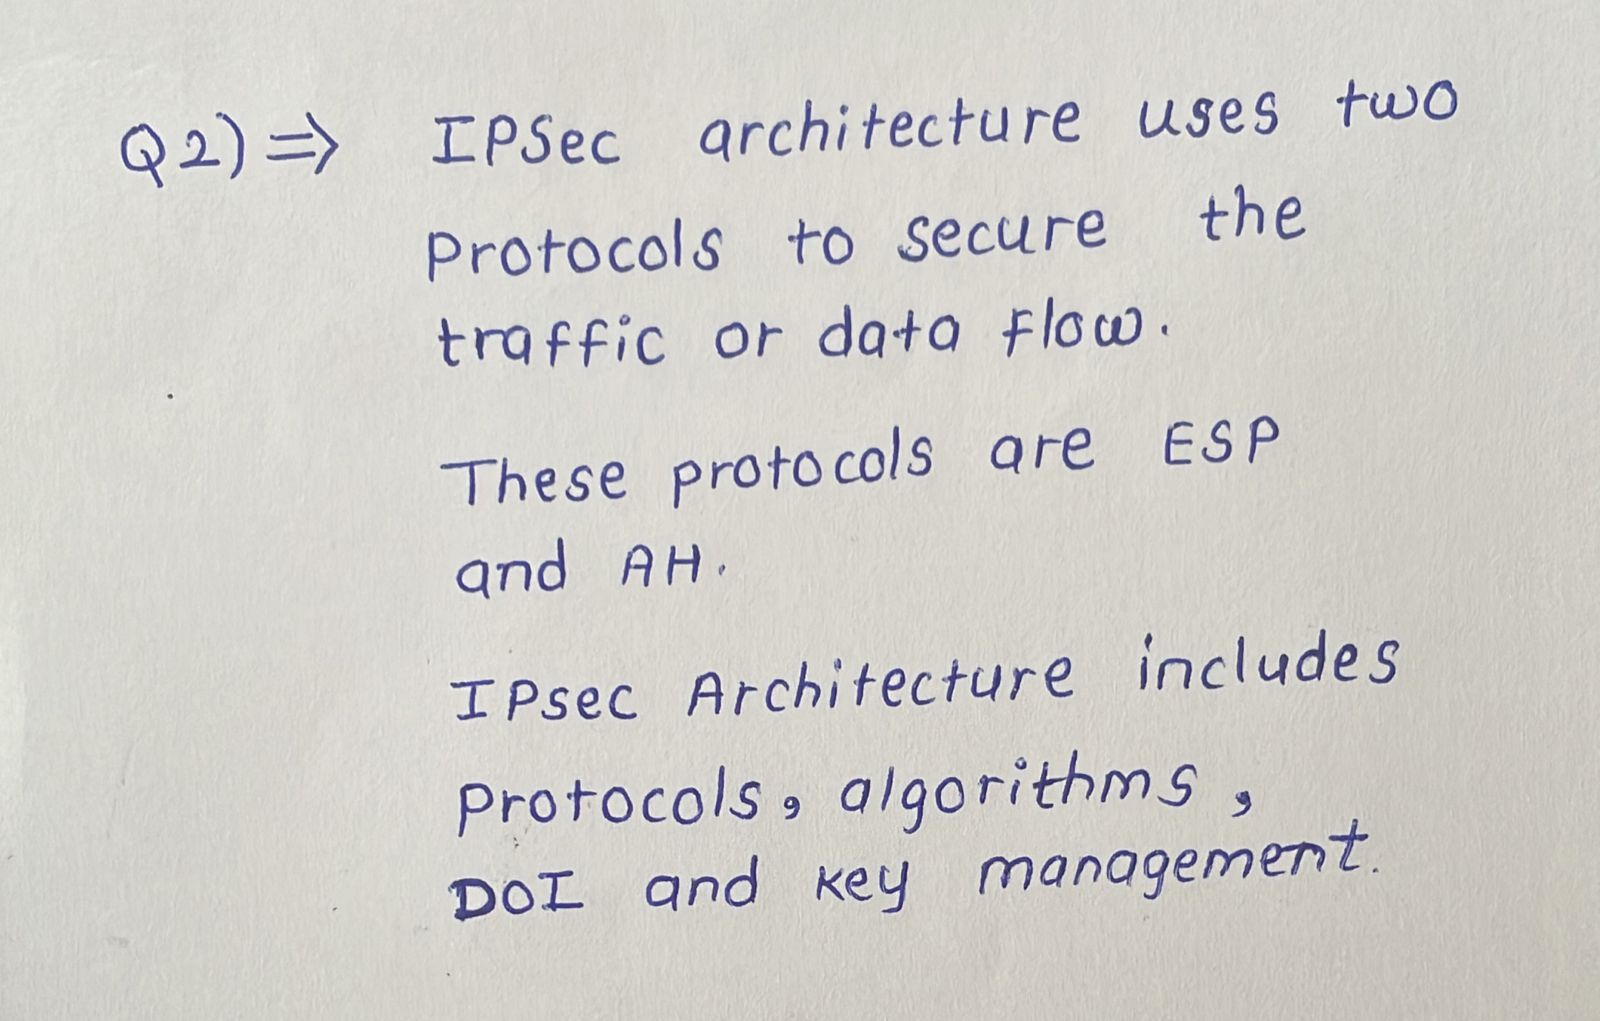 Q2) ⇒ IPSec architecture uses two
Protocols to secure the
traffic or data flow.
These protocols are ESP
and AH.
IPsec Architecture includes
Protocols, algorithms,
DOI and key management.